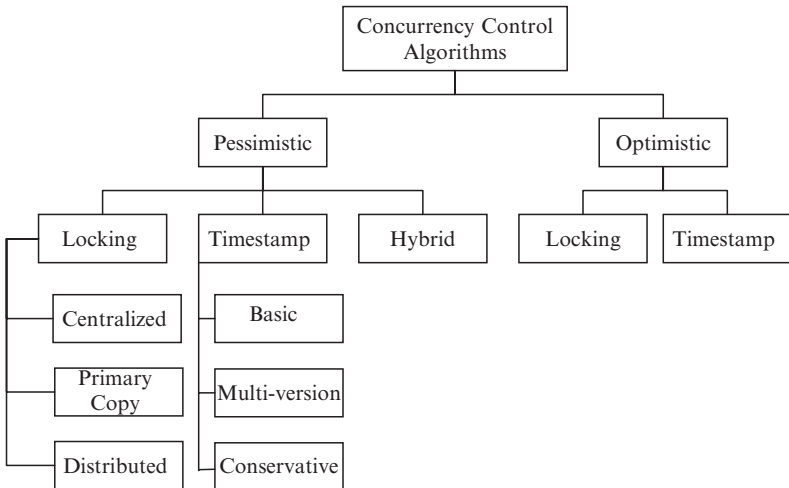 Concurrency Control
Algorithms
Pessimistic
Optimistic
Locking
Timestamp
Hybrid
Locking
Timestamp
Centralized
Basic
Primary
Copy
Multi-version
Distributed
Conservative